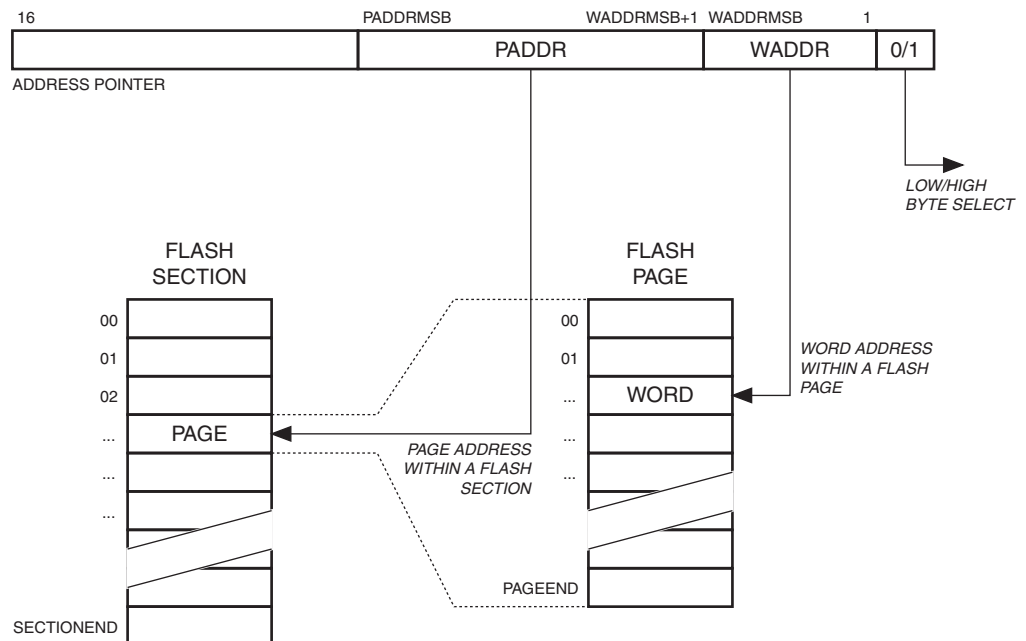 16 PADDRMSB WADDRMSB+1 WADDRMSB 1
PADDR WADDR 0/1
ADDRESS POINTER
LOW/HIGH
BYTE SELECT
FLASH
SECTION
00
01
02
...
PAGE
...
...
SECTIONEND
PAGE ADDRESS
WITHIN A FLASH
SECTION
FLASH
PAGE
00
01
...
WORD
...
...
PAGEEND
WORD ADDRESS
WITHIN A FLASH
PAGE